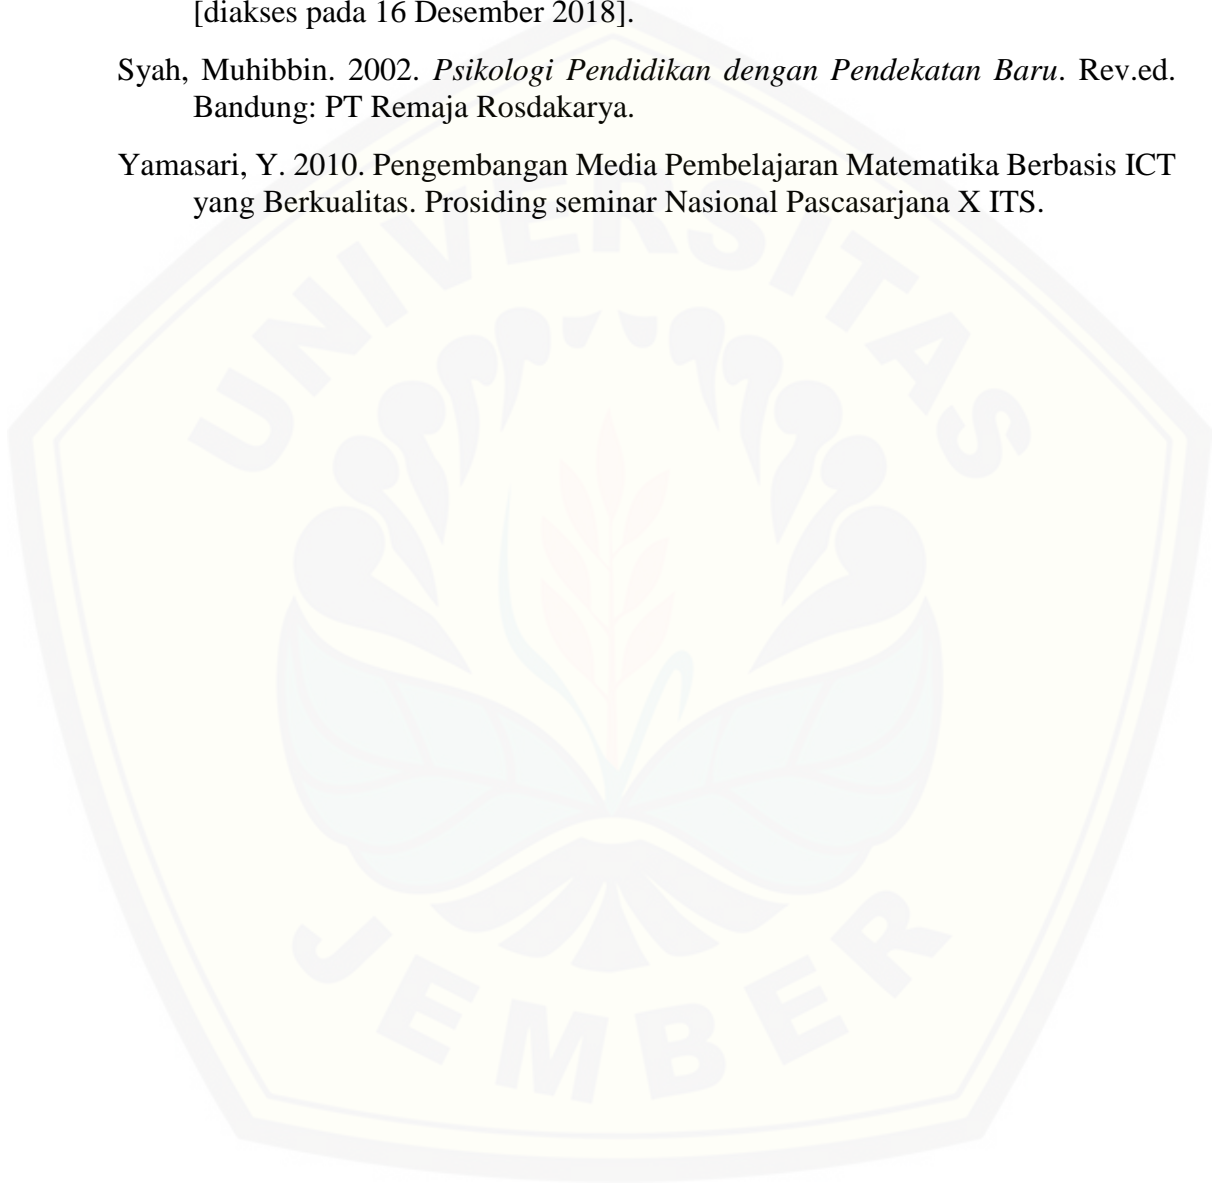 [diakses pada 16 Desember 2018].
Syah, Muhibbin. 2002. Psikologi Pendidikan dengan Pendekatan Baru. Rev.ed.
Bandung: PT Remaja Rosdakarya.
Yamasari, Y. 2010. Pengembangan Media Pembelajaran Matematika Berbasis ICT
yang Berkualitas. Prosiding seminar Nasional Pascasarjana X ITS.
UNIVERSITAS
JEMBER